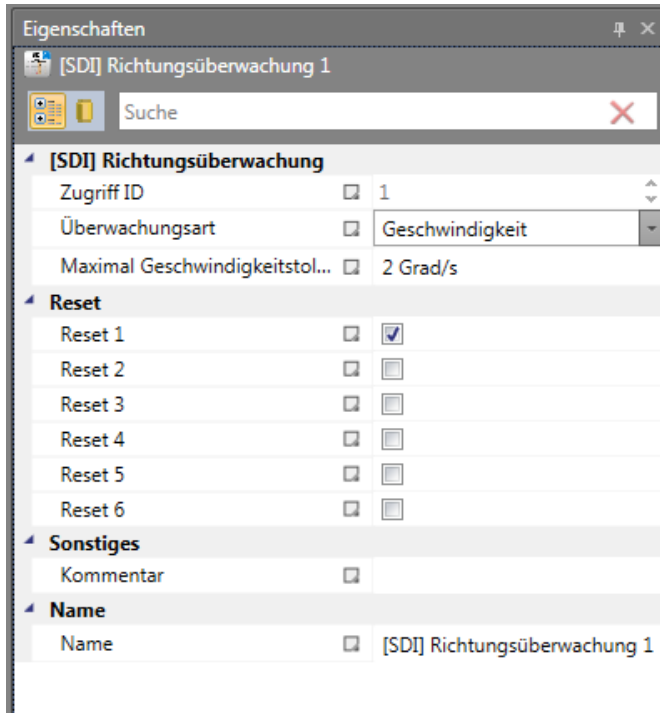 Eigenschaften
[SDI] Richtungsüberwachung 1
Suche
[SDI] Richtungsüberwachung
Zugriff ID 1
Überwachungsart Geschwindigkeit
Maximal Geschwindigkeitstol... 2 Grad/s
Reset
Reset 1
Reset 2
Reset 3
Reset 4
Reset 5
Reset 6
Sonstiges
Kommentar
Name
Name [SDI] Richtungsüberwachung 1